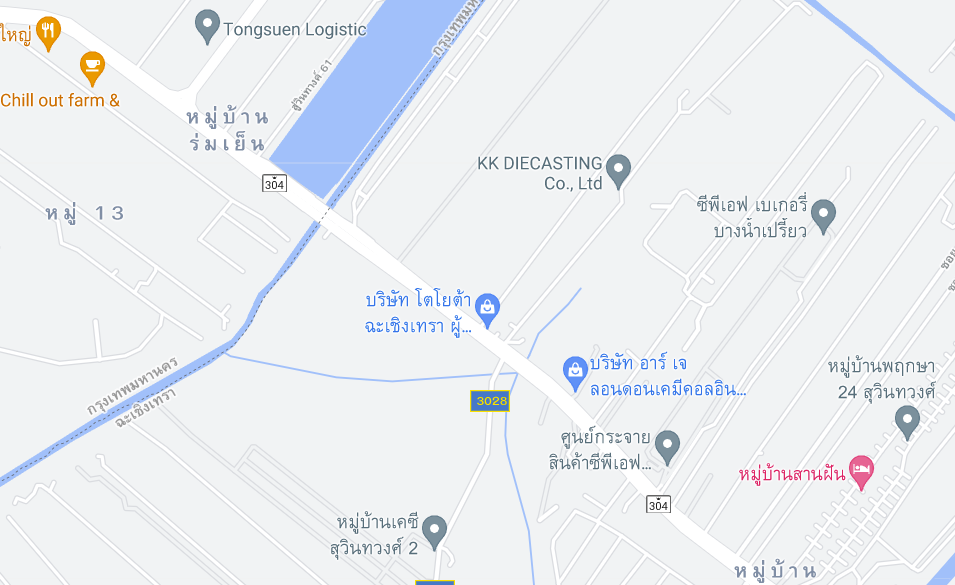 Tongsuen Logistic
ใหญ่
Chill out farm &
สุวินทวงศ์ 61
หมู่บ้าน
ร่มเย็น
304
หมู่ 13
KK DIECASTING
Co., Ltd
ซีพีเอฟ เบเกอรี่
บางน้ำเปรี้ยว
บริษัท โตโยต้า
ฉะเชิงเทรา ผู้...
บริษัท อาร์ เจ
ลอนดอนเคมีคอลอิน...
หมู่บ้านพฤกษา
24 สุวินทวงศ์
กรุงเทพมหานคร
ฉะเชิงเทรา
3028
ศูนย์กระจาย
สินค้าซีพีเอฟ...
หมู่บ้านสานฝัน
304
หมู่บ้านเคซี
สุวินทวงศ์ 2
หมู่บ้าน